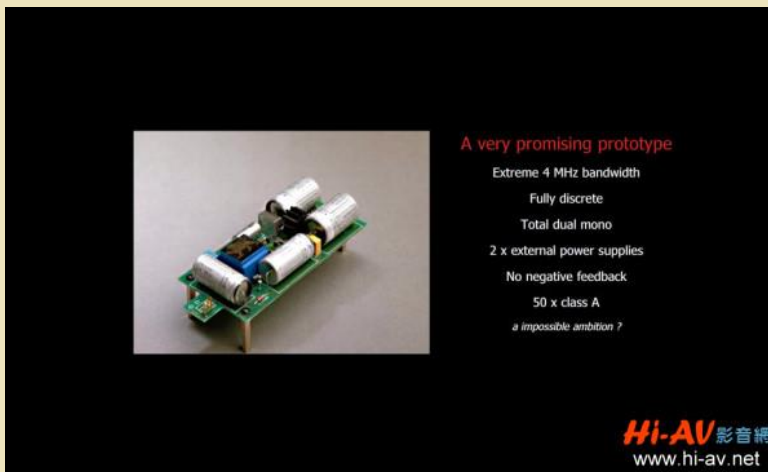 A very promising prototype
Extreme 4 MHz bandwidth
Fully discrete
Total dual mono
2 x external power supplies
No negative feedback
50 x class A
a impossible ambition ?
Hi-AV影音網
www.hi-av.net